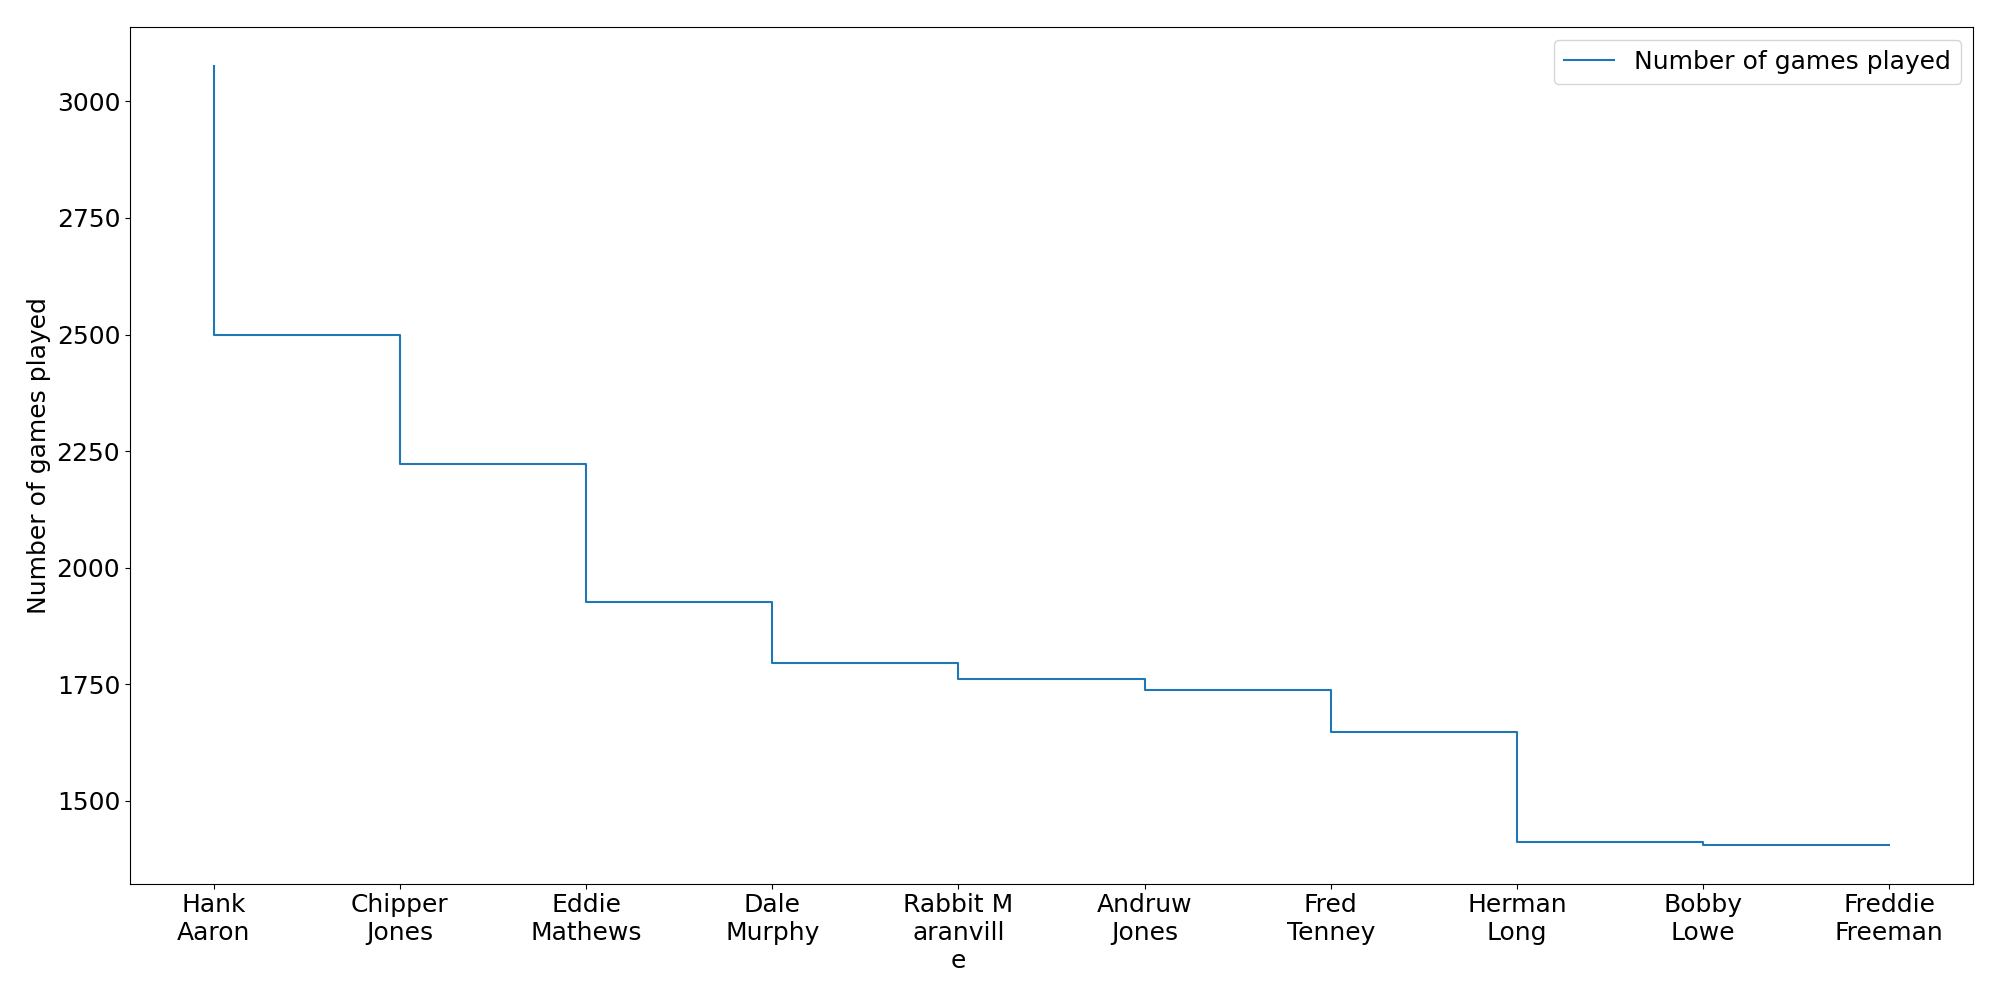 Number of games played
Number of games played
3000
2750
2500
2250
2000
1750
1500
Hank
Aaron
Chipper
Jones
Eddie
Mathews
Dale
Murphy
Rabbit M
aranvill
e
Andruw
Jones
Fred
Tenney
Herman
Long
Bobby
Lowe
Freddie
Freeman